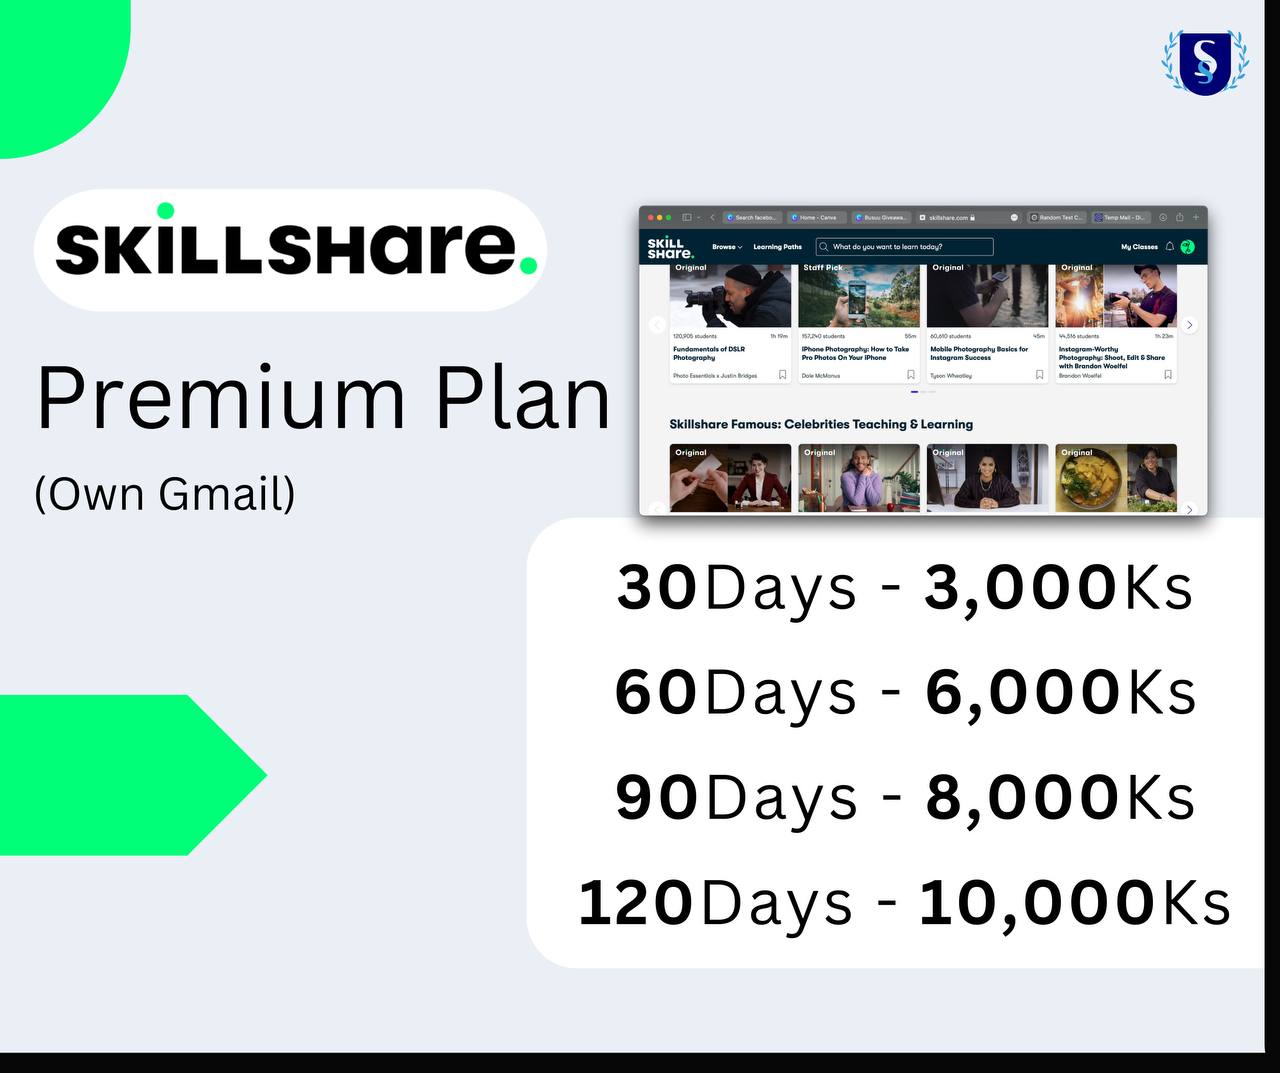 SKILLSHare.
Premium Plan
(Own Gmail)
Search facebo...
Home - Canva
Busuu Giveawa...
skillshare.com
Random Test C...
Temp Mail - Di...
SKILL
SHare.
Browse
Learning Paths
What do you want to learn today?
My Classes
Original
Staff Pick
Original
Original
120,905 students 1h 19m
Fundamentals of DSLR
Photography
Photo Essentials x Justin Bridges
157,240 students 55m
iPhone Photography: How to Take
Pro Photos On Your iPhone
Dale McManus
60,610 students 45m
Mobile Photography Basics for
Instagram Success
Tyson Wheatley
44,516 students 1h 23m
Instagram-Worthy
Photography: Shoot, Edit & Share
with Brandon Woelfel
Brandon Woelfel
Skillshare Famous: Celebrities Teaching & Learning
Original
Original
Original
Original
30Days - 3,000Ks
60Days - 6,000Ks
90Days - 8,000Ks
120Days - 10,000Ks